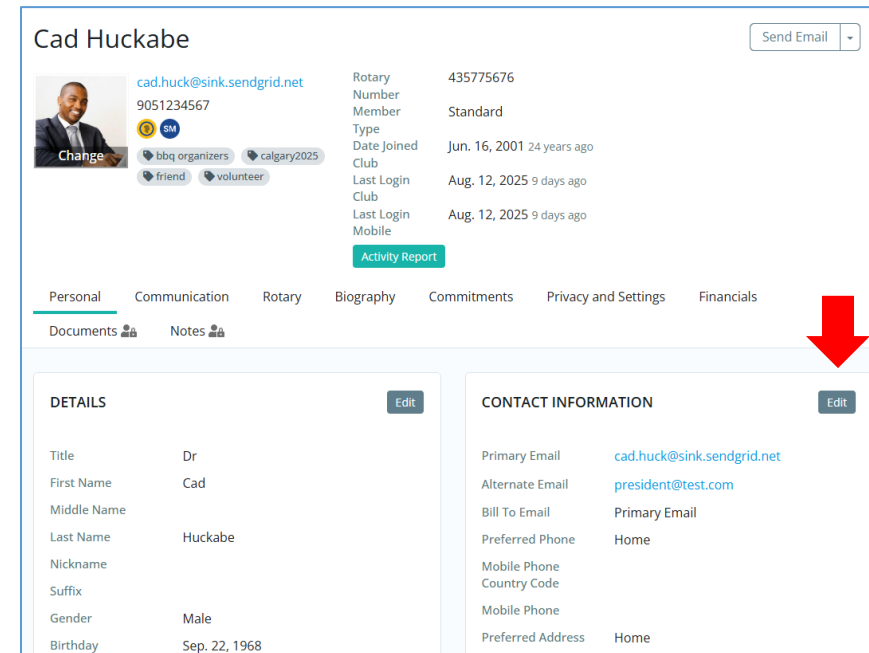 Cad Huckabe
Send Email
cad.huck@sink.sendgrid.net
9051234567
SM
bbq organizers calgary2025
friend volunteer
Change
Rotary Number 435775676
Member Type Standard
Date Joined Club Jun. 16, 2001 24 years ago
Last Login Club Aug. 12, 2025 9 days ago
Last Login Mobile Aug. 12, 2025 9 days ago
Activity Report
Personal Communication Rotary Biography Commitments Privacy and Settings Financials
Documents Notes
DETAILS Edit
Title Dr
First Name Cad
Middle Name
Last Name Huckabe
Nickname
Suffix
Gender Male
Birthday Sep. 22, 1968
CONTACT INFORMATION Edit
Primary Email cad.huck@sink.sendgrid.net
Alternate Email president@test.com
Bill To Email Primary Email
Preferred Phone Home
Mobile Phone Country Code
Mobile Phone
Preferred Address Home